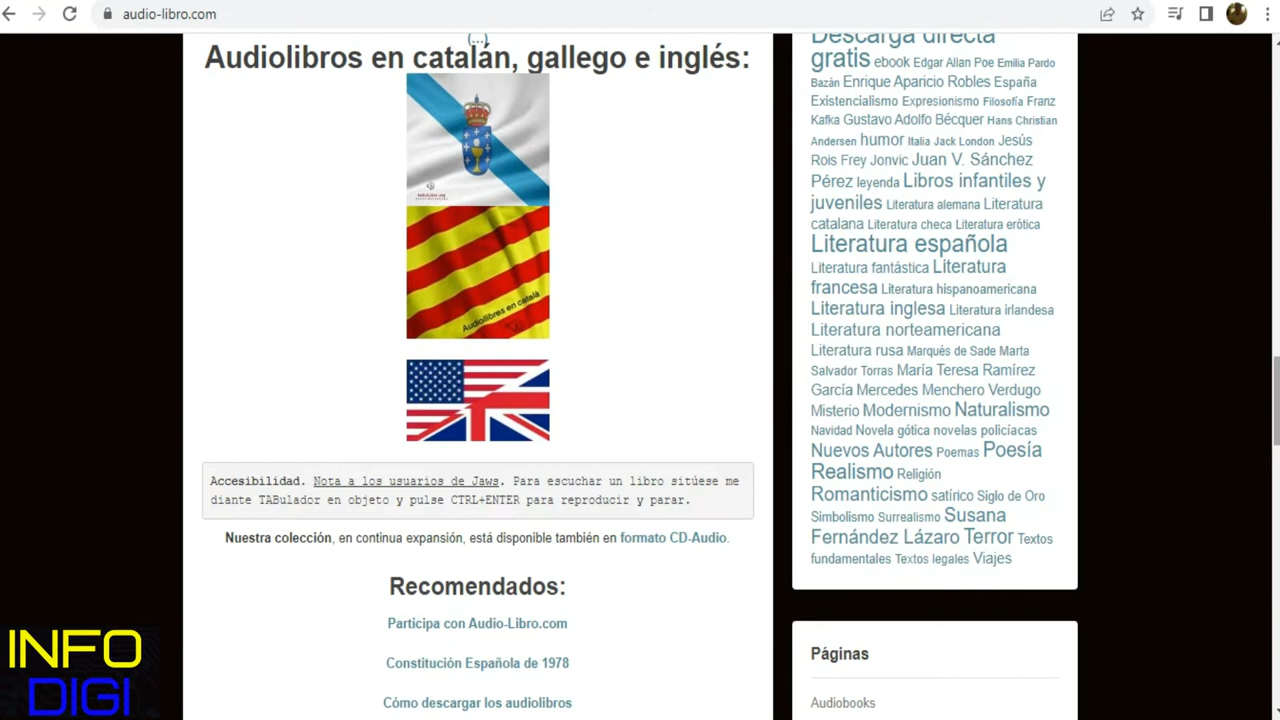 audio-libro.com
(...)
Audiolibros en catalán, gallego e inglés:
Audiollibres en català
Accesibilidad. Nota a los usuarios de Jaws. Para escuchar un libro sitúese me
diante TABulador en objeto y pulse CTRL+ENTER para reproducir y parar.
Nuestra colección, en continua expansión, está disponible también en formato CD-Audio.
Recomendados:
Participa con Audio-Libro.com
Constitución Española de 1978
Cómo descargar los audiolibros
Descarga directa
gratis ebook Edgar Allan Poe Emilia Pardo
Bazán Enrique Aparicio Robles España
Existencialismo Expresionismo Filosofía Franz
Kafka Gustavo Adolfo Bécquer Hans Christian
Andersen humor Italia Jack London Jesús
Rois Frey Jonvic Juan V. Sánchez
Pérez leyenda Libros infantiles y
juveniles Literatura alemana Literatura
catalana Literatura checa Literatura erótica
Literatura española
Literatura fantástica Literatura
francesa Literatura hispanoamericana
Literatura inglesa Literatura irlandesa
Literatura norteamericana
Literatura rusa Marqués de Sade Marta
Salvador Torras María Teresa Ramírez
García Mercedes Menchero Verdugo
Misterio Modernismo Naturalismo
Navidad Novela gótica novelas policíacas
Nuevos Autores Poemas Poesía
Realismo Religión
Romanticismo satírico Siglo de Oro
Simbolismo Surrealismo Susana
Fernández Lázaro Terror Textos
fundamentales Textos legales Viajes
Páginas
Audiobooks
INFO
DIGI